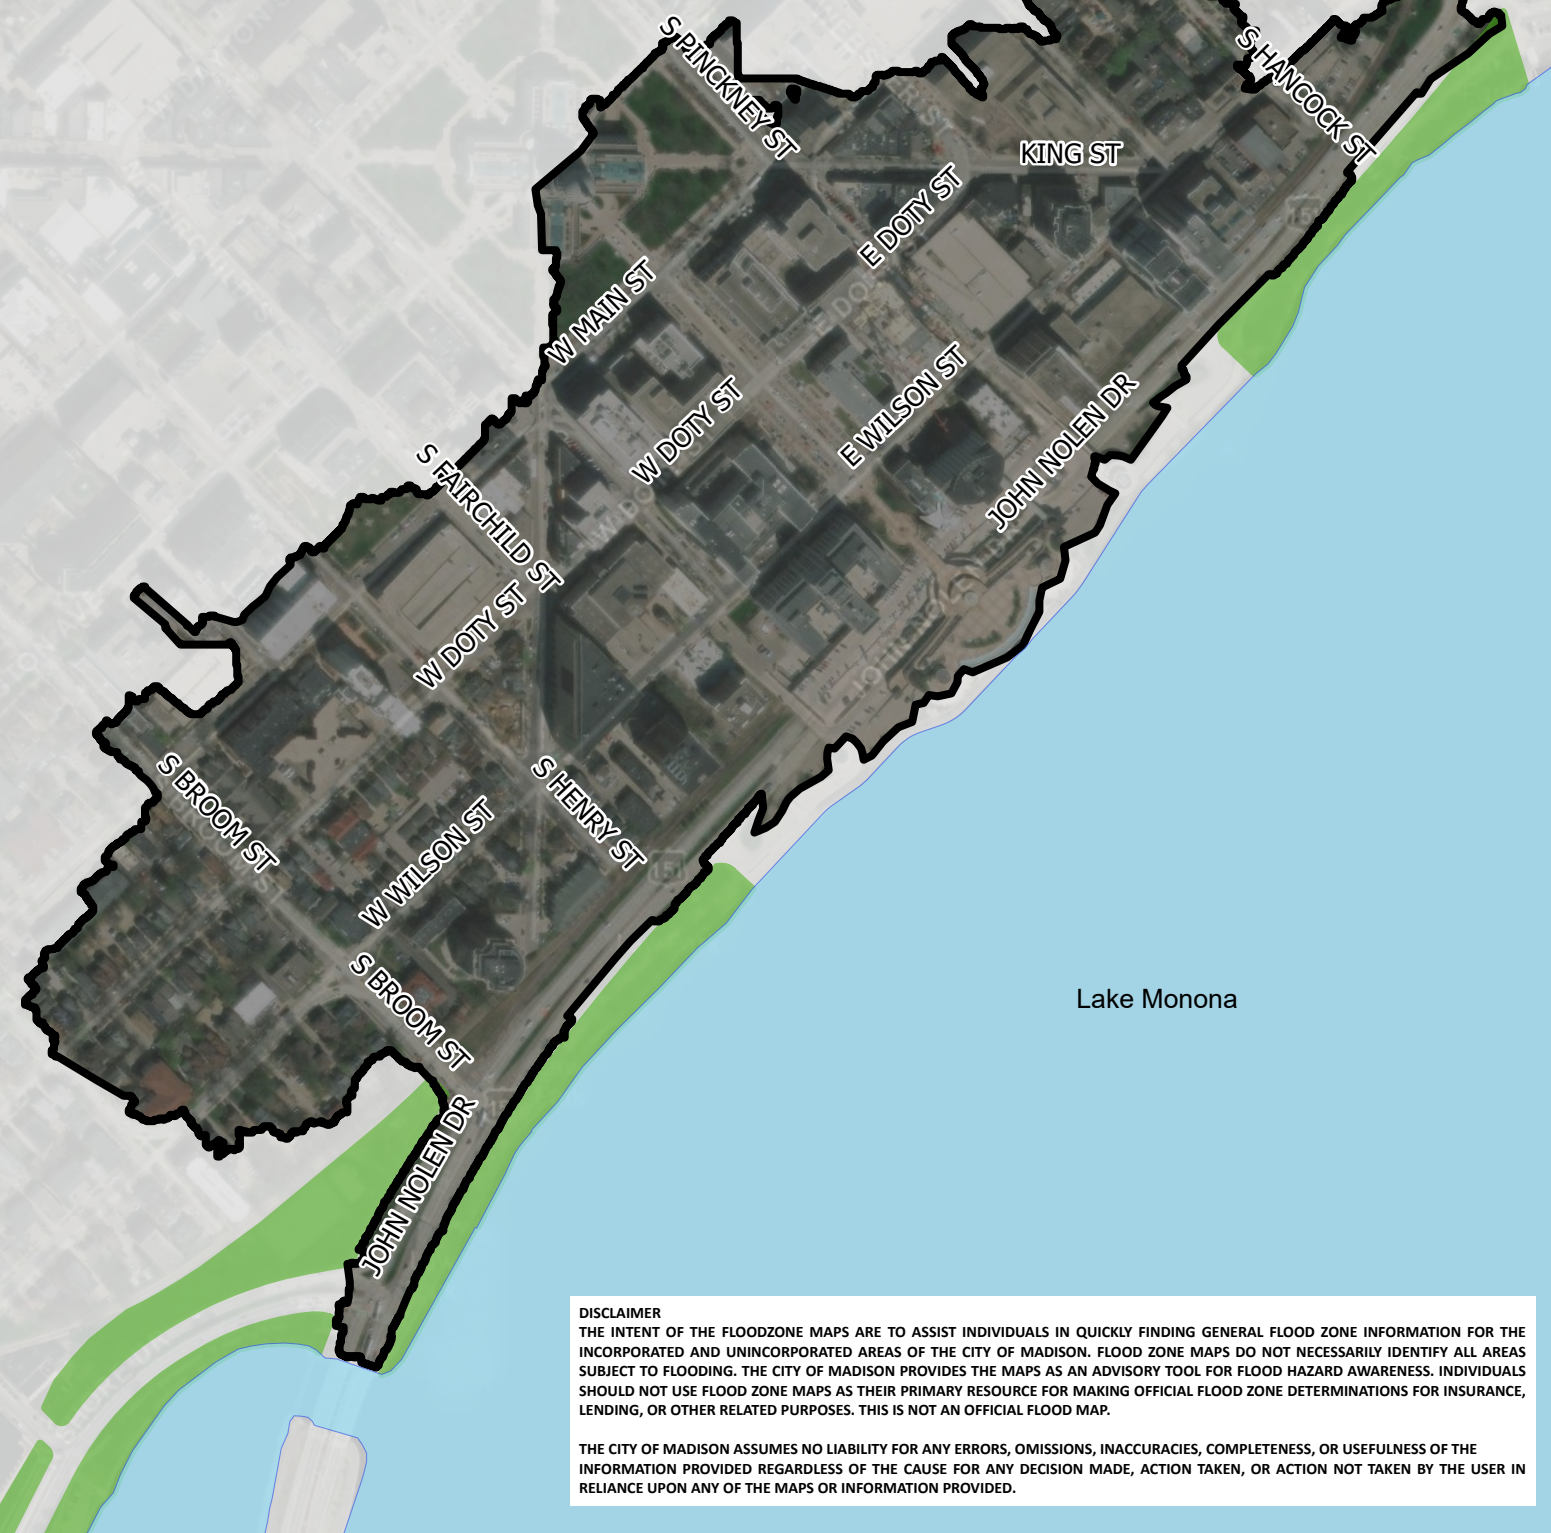 S PINCKNEY ST
S HANCOCK ST
KING ST
E DOTY ST
W MAIN ST
E WILSON ST
W DOTY ST
JOHN NOLEN DR
S FAIRCHILD ST
W DOTY ST
S BROOM ST
S HENRY ST
W WILSON ST
151
S BROOM ST
Lake Monona
JOHN NOLEN DR
DISCLAIMER
THE INTENT OF THE FLOODZONE MAPS ARE TO ASSIST INDIVIDUALS IN QUICKLY FINDING GENERAL FLOOD ZONE INFORMATION FOR THE
INCORPORATED AND UNINCORPORATED AREAS OF THE CITY OF MADISON. FLOOD ZONE MAPS DO NOT NECESSARILY IDENTIFY ALL AREAS
SUBJECT TO FLOODING. THE CITY OF MADISON PROVIDES THE MAPS AS AN ADVISORY TOOL FOR FLOOD HAZARD AWARENESS. INDIVIDUALS
SHOULD NOT USE FLOOD ZONE MAPS AS THEIR PRIMARY RESOURCE FOR MAKING OFFICIAL FLOOD ZONE DETERMINATIONS FOR INSURANCE,
LENDING, OR OTHER RELATED PURPOSES. THIS IS NOT AN OFFICIAL FLOOD MAP.
THE CITY OF MADISON ASSUMES NO LIABILITY FOR ANY ERRORS, OMISSIONS, INACCURACIES, COMPLETENESS, OR USEFULNESS OF THE
INFORMATION PROVIDED REGARDLESS OF THE CAUSE FOR ANY DECISION MADE, ACTION TAKEN, OR ACTION NOT TAKEN BY THE USER IN
RELIANCE UPON ANY OF THE MAPS OR INFORMATION PROVIDED.